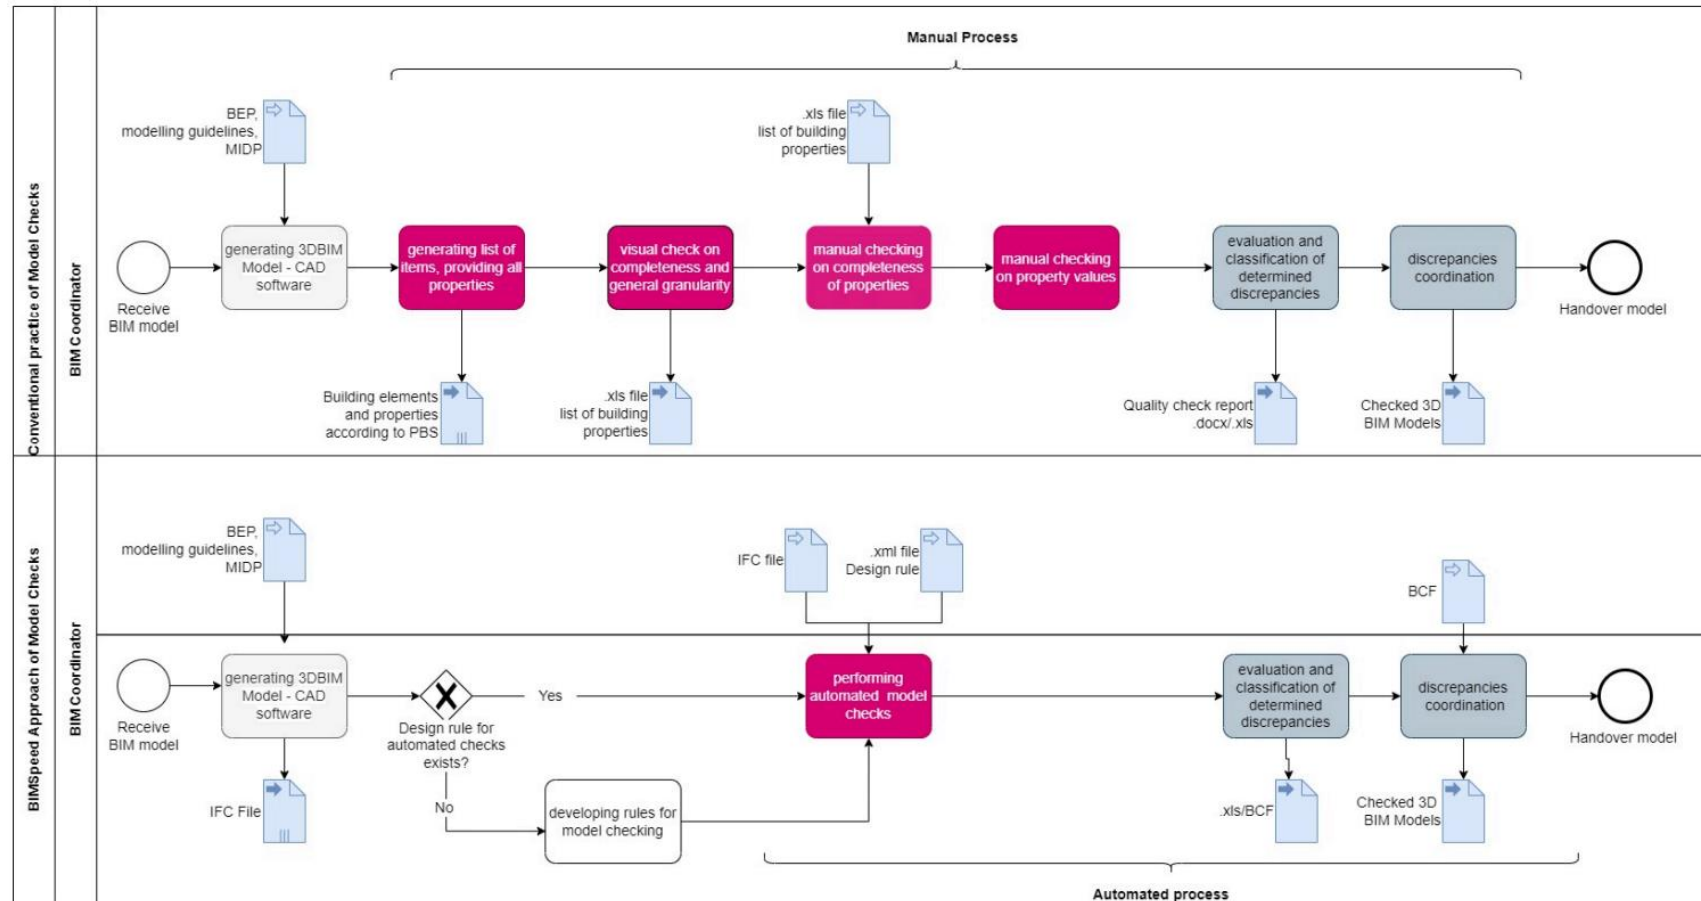 Manual Process
Conventional practice of Model Checks
BIM Coordinator
BEP,
modelling guidelines,
MIDP
.xls file
list of building
properties
Receive
BIM model
generating 3DBIM
Model - CAD
software
generating list of
items, providing all
properties
visual check on
completeness and
general granularity
manual checking
on completeness
of properties
manual checking
on property values
evaluation and
classification of
determined
discrepancies
discrepancies
coordination
Handover model
Building elements
and properties
according to PBS
.xls file
list of building
properties
Quality check report
.docx/.xls
Checked 3D
BIM Models
BIMSpeed Approach of Model Checks
BIM Coordinator
BEP,
modelling guidelines,
MIDP
IFC file
.xml file
Design rule
BCF
Receive
BIM model
generating 3DBIM
Model - CAD
software
Design rule for
automated checks
exists?
Yes
No
performing
automated model
checks
evaluation and
classification of
determined
discrepancies
discrepancies
coordination
Handover model
IFC File
developing rules for
model checking
.xls/BCF
Checked 3D
BIM Models
Automated process